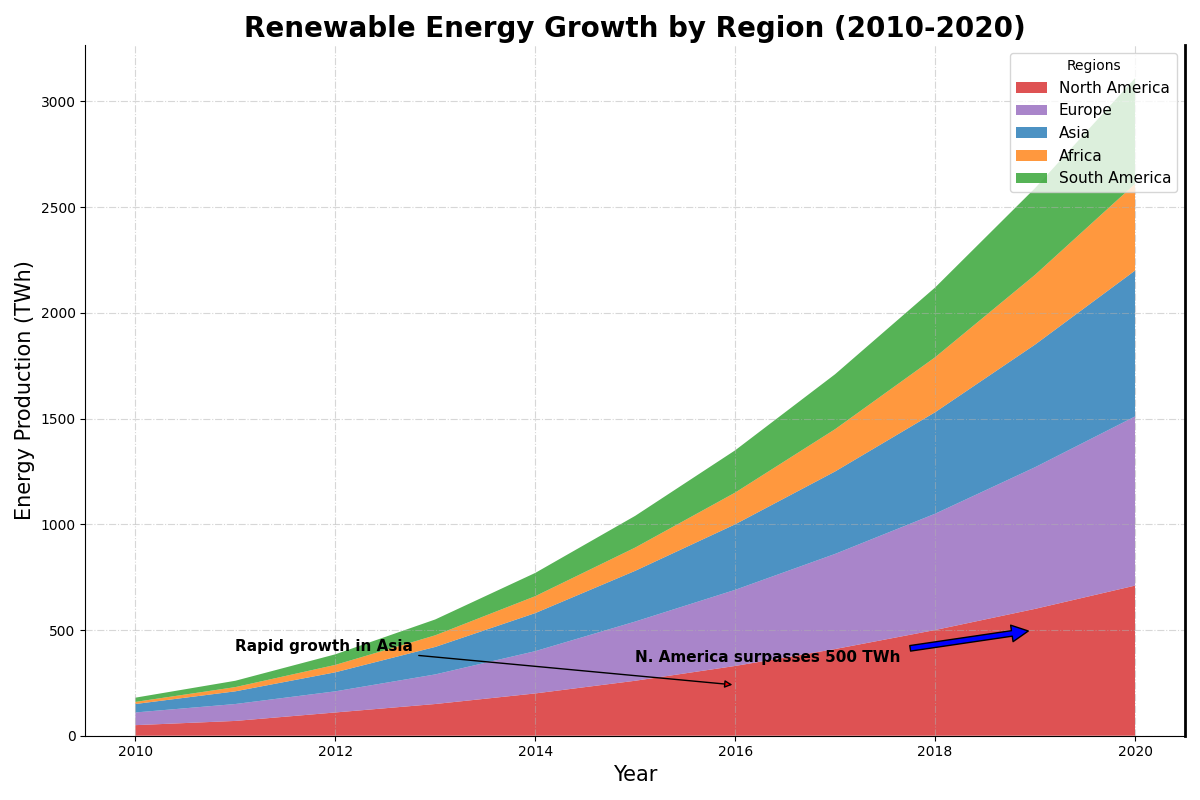 Renewable Energy Growth by Region (2010-2020)
Regions
North America
Europe
Asia
Africa
South America
Energy Production (TWh)
3000
2500
2000
1500
1000
500
0
Rapid growth in Asia
N. America surpasses 500 TWh
2010
2012
2014
2016
2018
2020
Year